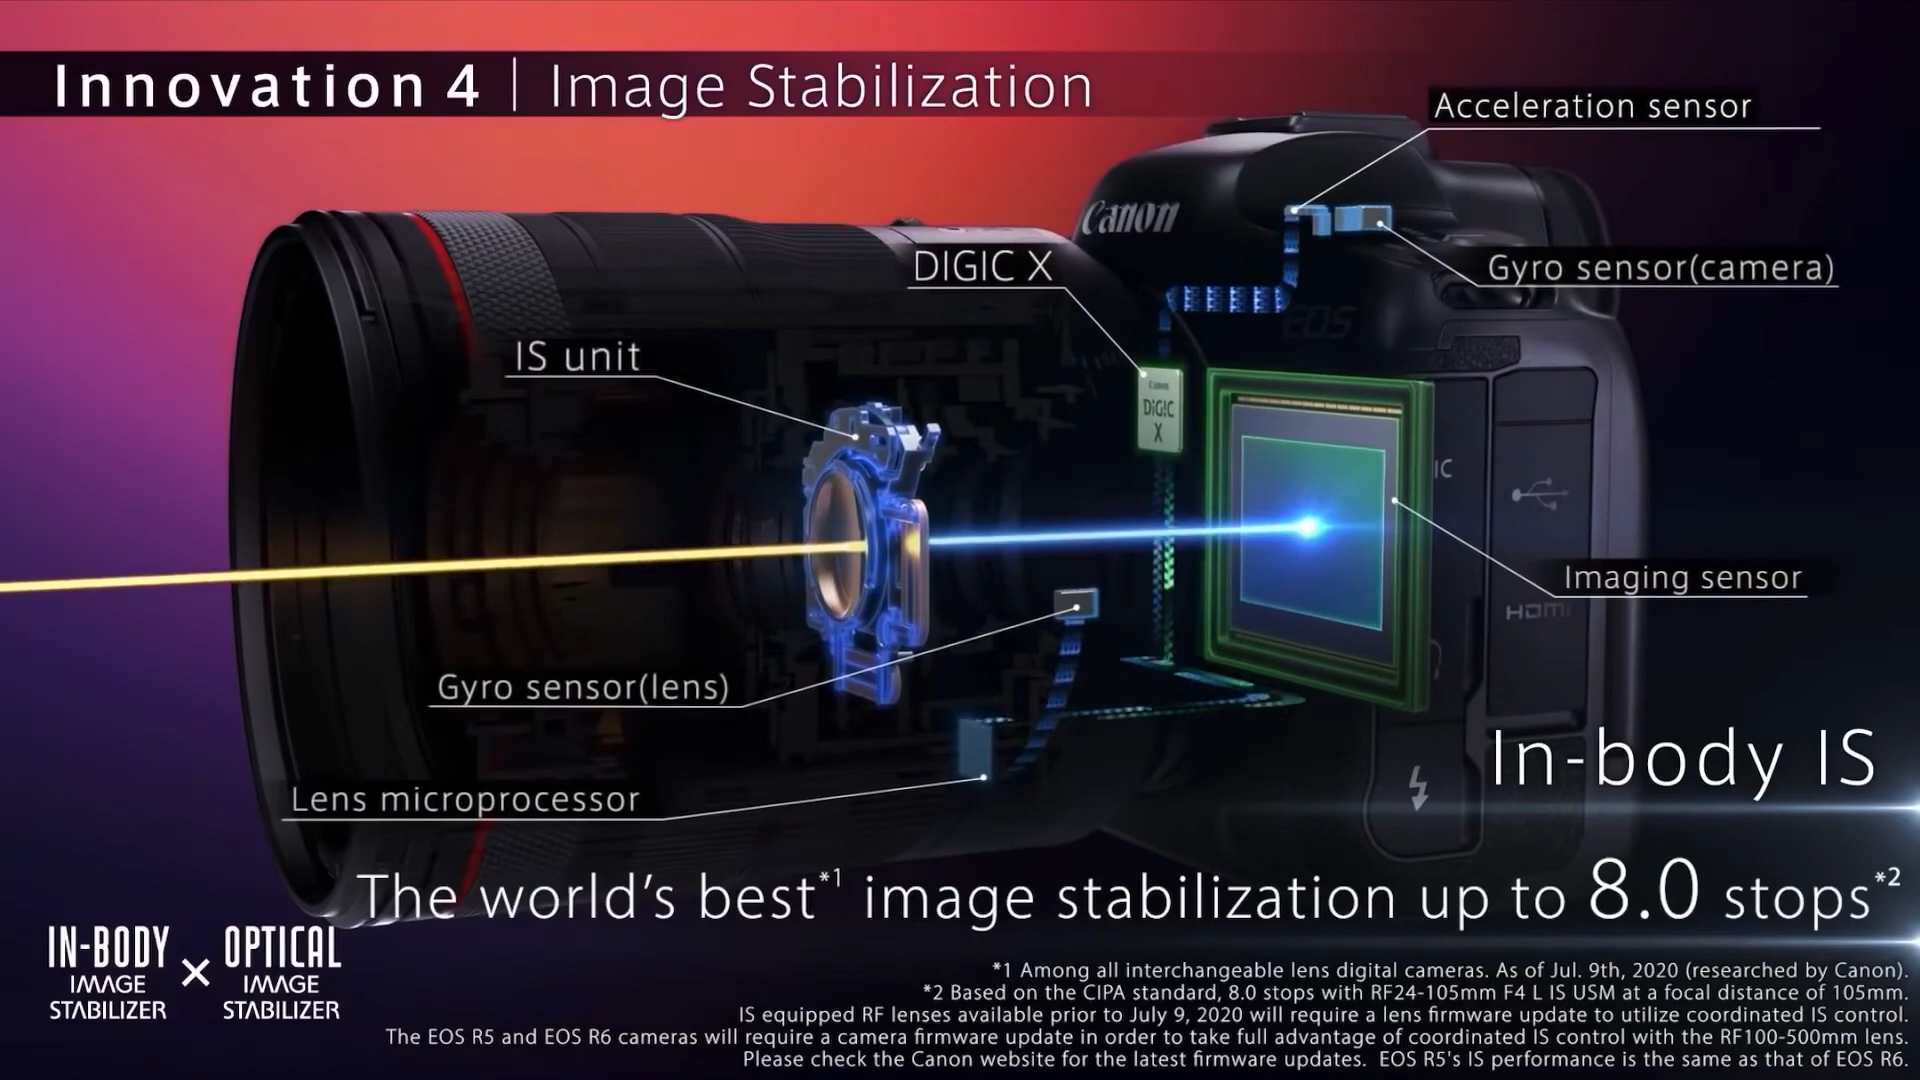 Innovation 4 | Image Stabilization
Acceleration sensor
Canon
DIGIC X
Gyro sensor(camera)
EOS
IS unit
Canon
DIGIC
X
IC
Imaging sensor
HDMI
Gyro sensor(lens)
In-body IS
Lens microprocessor
The world's best*1 image stabilization up to 8.0 stops*2
IN-BODY
IMAGE
STABILIZER
×
OPTICAL
IMAGE
STABILIZER
*1 Among all interchangeable lens digital cameras. As of Jul. 9th, 2020 (researched by Canon).
*2 Based on the CIPA standard, 8.0 stops with RF24-105mm F4 L IS USM at a focal distance of 105mm.
IS equipped RF lenses available prior to July 9, 2020 will require a lens firmware update to utilize coordinated IS control.
The EOS R5 and EOS R6 cameras will require a camera firmware update in order to take full advantage of coordinated IS control with the RF100-500mm lens.
Please check the Canon website for the latest firmware updates. EOS R5's IS performance is the same as that of EOS R6.